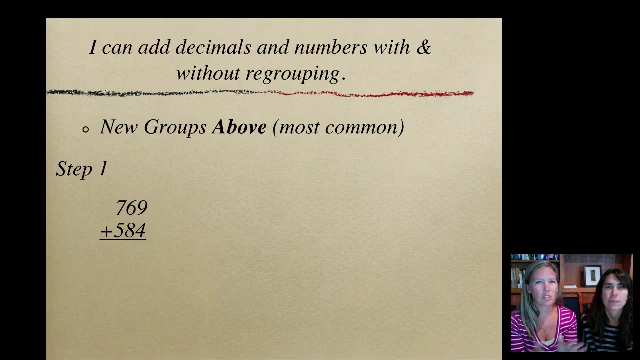 I can add decimals and numbers with &
without regrouping.
New Groups Above (most common)
Step 1
769
+584